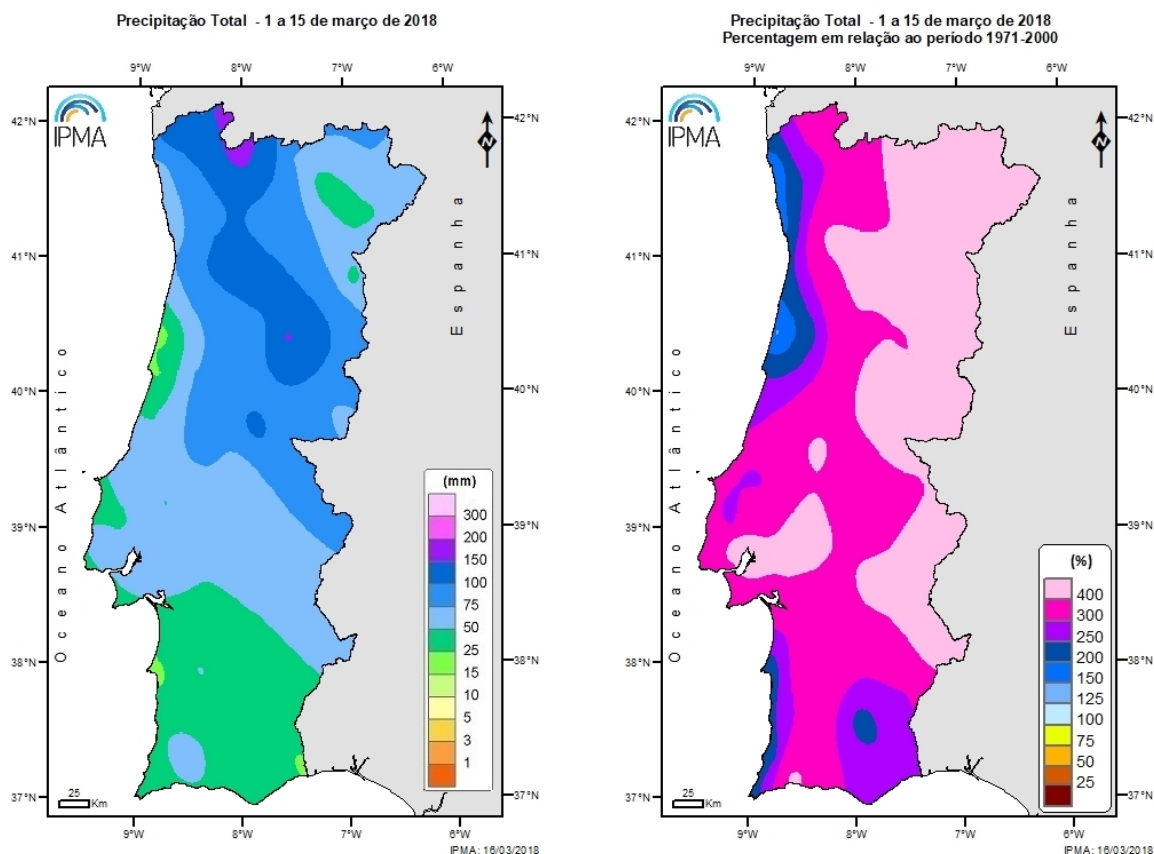 Precipitação Total - 1 a 15 de março de 2018
9°W 8°W 7°W 6°W
IPMA
N
42°N 42°N
41°N 41°N
40°N 40°N
39°N 39°N
38°N 38°N
37°N 37°N
Espanha
Oceano Atlântico
(mm)
300
200
150
100
75
50
25
15
10
5
3
1
25
Km
9°W 8°W 7°W 6°W
IPMA: 16/03/2018
Precipitação Total - 1 a 15 de março de 2018
Percentagem em relação ao período 1971-2000
9°W 8°W 7°W 6°W
IPMA
N
42°N 42°N
41°N 41°N
40°N 40°N
39°N 39°N
38°N 38°N
37°N 37°N
Espanha
Oceano Atlântico
(%)
400
300
250
200
150
125
100
75
50
25
25
Km
9°W 8°W 7°W 6°W
IPMA: 16/03/2018